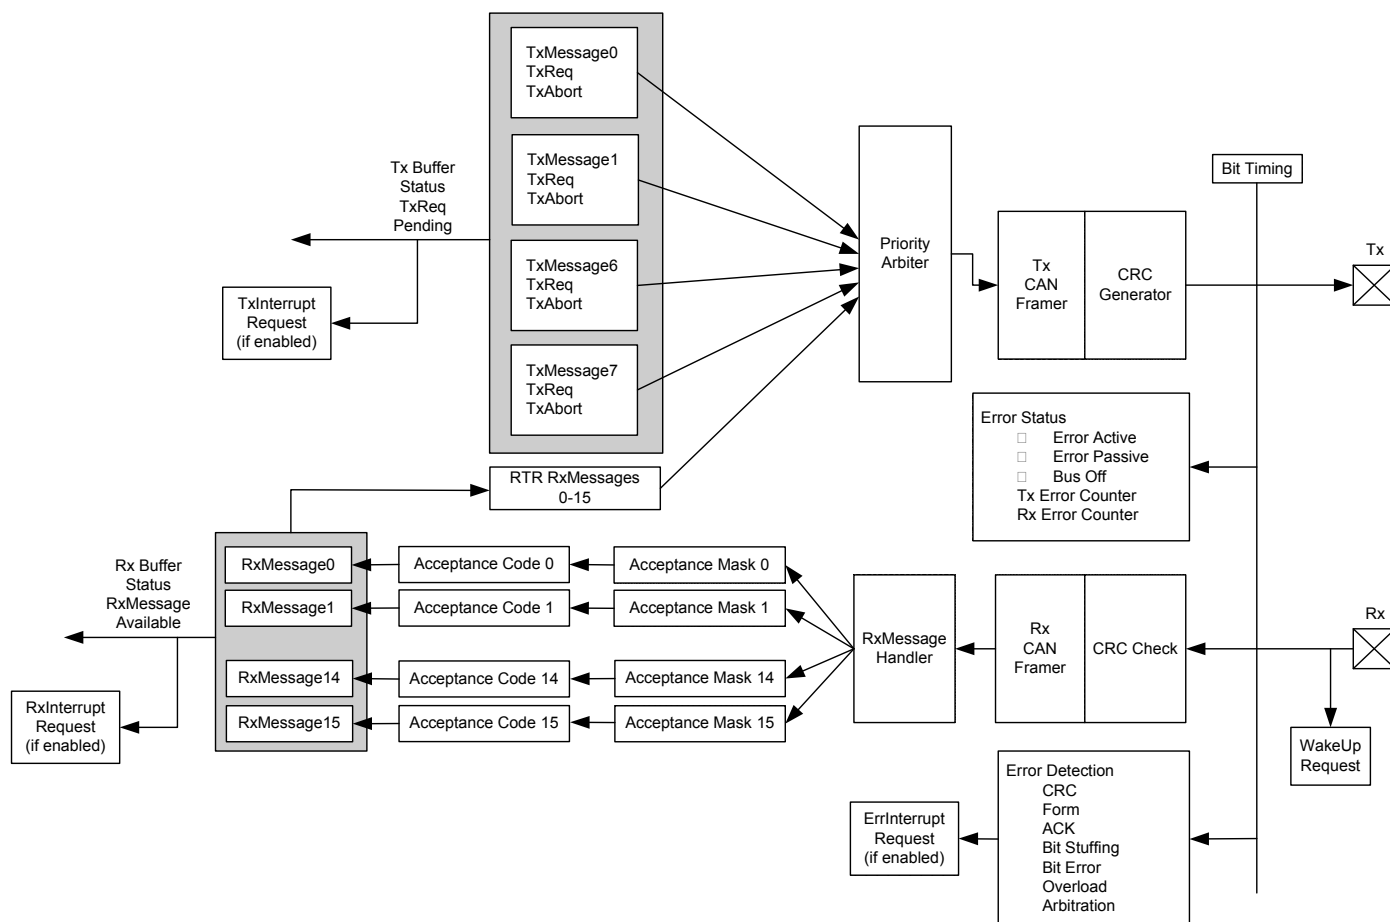 TxMessage0
TxReq
TxAbort
TxMessage1
TxReq
TxAbort
TxMessage6
TxReq
TxAbort
TxMessage7
TxReq
TxAbort
Tx Buffer
Status
TxReq
Pending
TxInterrupt
Request
(if enabled)
Priority
Arbiter
Tx
CAN
Framer
CRC
Generator
Bit Timing
Tx
Error Status
Error Active
Error Passive
Bus Off
Tx Error Counter
Rx Error Counter
RTR RxMessages
0-15
Rx Buffer
Status
RxMessage
Available
RxInterrupt
Request
(if enabled)
RxMessage0
Acceptance Code 0
Acceptance Mask 0
RxMessage1
Acceptance Code 1
Acceptance Mask 1
RxMessage14
Acceptance Code 14
Acceptance Mask 14
RxMessage15
Acceptance Code 15
Acceptance Mask 15
RxMessage
Handler
Rx
CAN
Framer
CRC Check
Rx
WakeUp
Request
ErrInterrupt
Request
(if enabled)
Error Detection
CRC
Form
ACK
Bit Stuffing
Bit Error
Overload
Arbitration